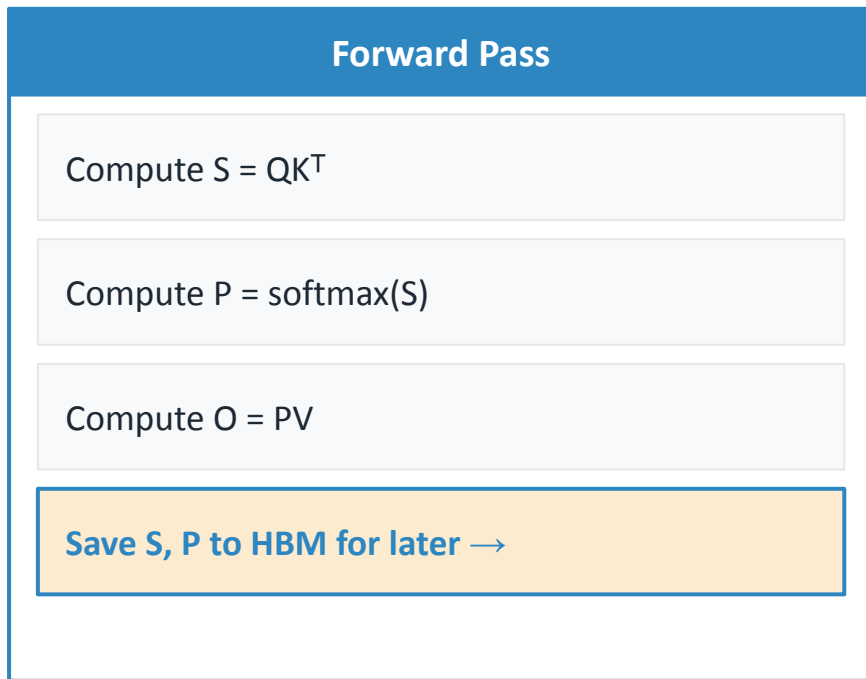 Forward Pass
Compute S = QKᵀ
Compute P = softmax(S)
Compute O = PV
Save S, P to HBM for later →